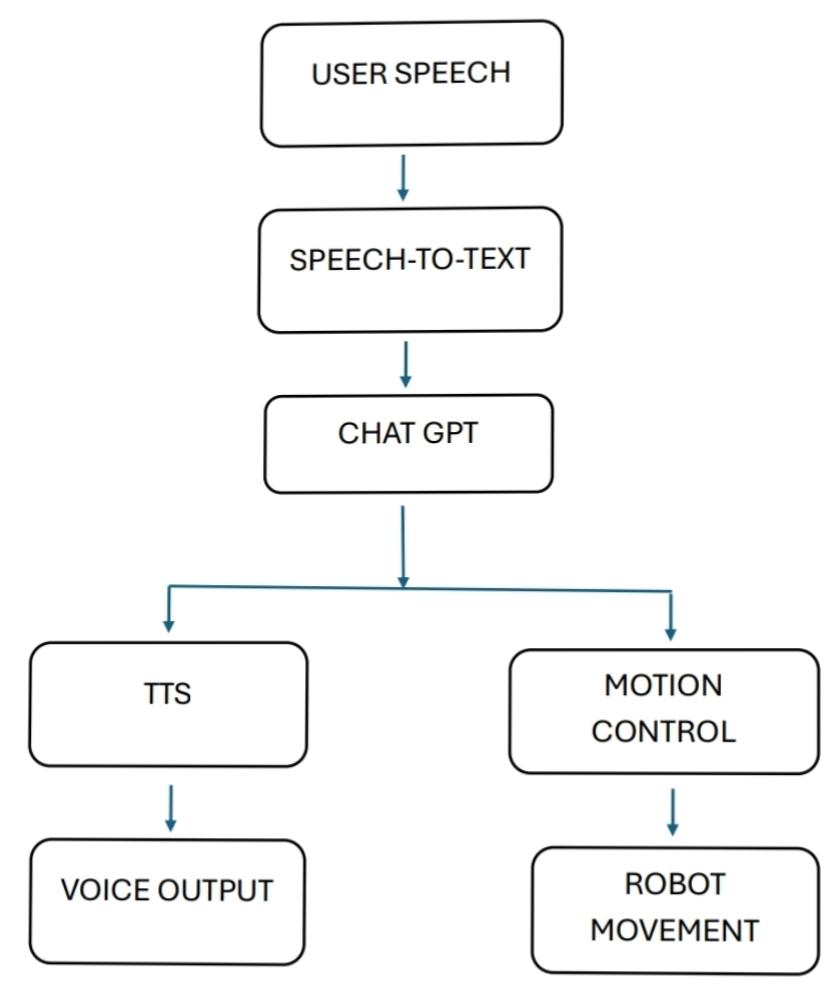 USER SPEECH
SPEECH-TO-TEXT
CHAT GPT
TTS
MOTION
CONTROL
VOICE OUTPUT
ROBOT
MOVEMENT